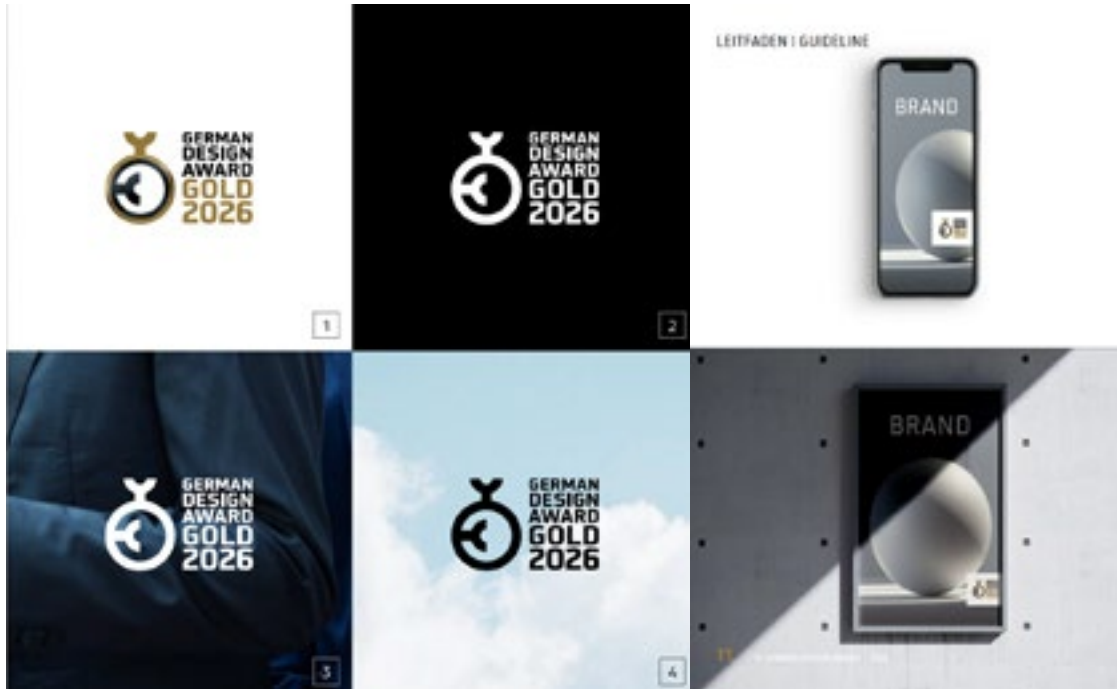 GERMAN
DESIGN
AWARD
GOLD
2026
1
GERMAN
DESIGN
AWARD
GOLD
2026
2
LEITFADEN | GUIDELINE
BRAND
GERMAN
DESIGN
AWARD
GOLD
2026
3
GERMAN
DESIGN
AWARD
GOLD
2026
4
BRAND